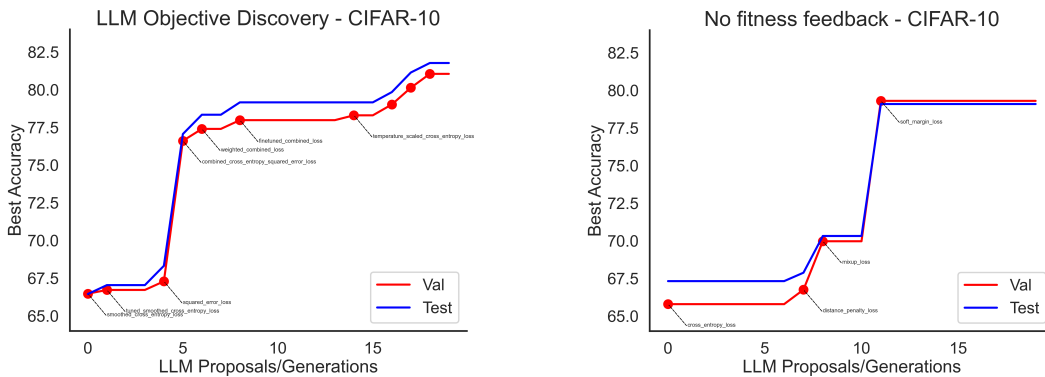 LLM Objective Discovery - CIFAR-10
Best Accuracy
82.5
80.0
77.5
75.0
72.5
70.0
67.5
65.0
finetuned_combined_loss
weighted_combined_loss
combined_cross_entropy_squared_error_loss
temperature_scaled_cross_entropy_loss
squared_error_loss
tuned_smoothed_cross_entropy_loss
smoothed_cross_entropy_loss
Val
Test
0 5 10 15
LLM Proposals/Generations
No fitness feedback - CIFAR-10
Best Accuracy
82.5
80.0
77.5
75.0
72.5
70.0
67.5
65.0
soft_margin_loss
mixup_loss
distance_penalty_loss
cross_entropy_loss
Val
Test
0 5 10 15
LLM Proposals/Generations